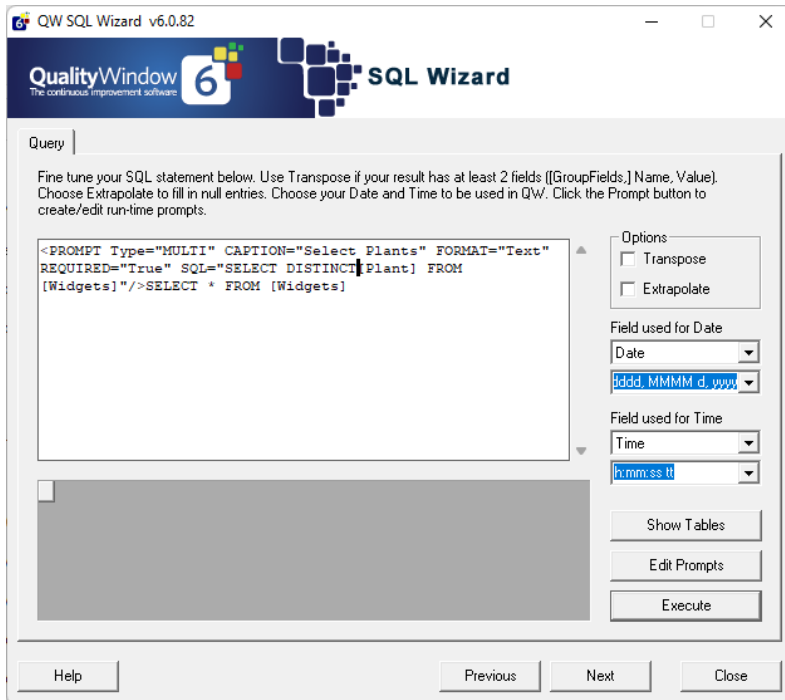 QW SQL Wizard v6.0.82
QualityWindow 6
The continuous improvement software
SQL Wizard
Query
Fine tune your SQL statement below. Use Transpose if your result has at least 2 fields ([GroupFields,] Name, Value).
Choose Extrapolate to fill in null entries. Choose your Date and Time to be used in QW. Click the Prompt button to
create/edit run-time prompts.
<PROMPT Type="MULTI" CAPTION="Select Plants" FORMAT="Text"
REQUIRED="True" SQL="SELECT DISTINCT[Plant] FROM
[Widgets]"/>SELECT * FROM [Widgets]
Options
Transpose
Extrapolate
Field used for Date
Date
dddd, MMMM d, yyyy
Field used for Time
Time
h:mm:ss tt
Show Tables
Edit Prompts
Execute
Help
Previous
Next
Close